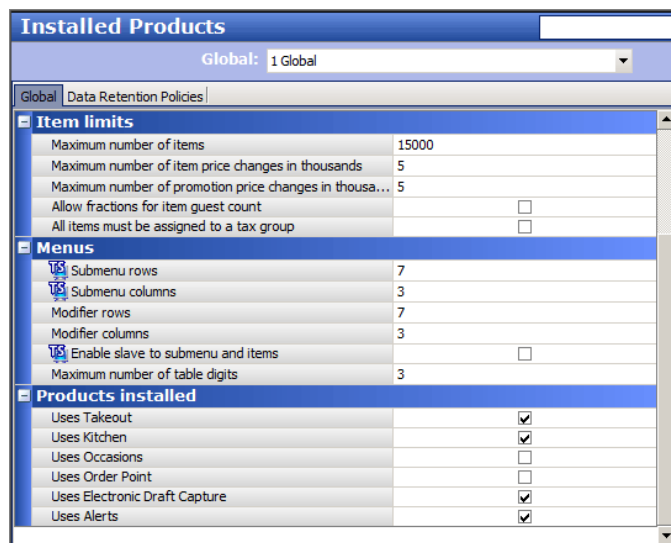 Installed Products
Global: 1 Global
Global Data Retention Policies
Item limits
Maximum number of items 15000
Maximum number of item price changes in thousands 5
Maximum number of promotion price changes in thousa... 5
Allow fractions for item guest count
All items must be assigned to a tax group
Menus
TS Submenu rows 7
TS Submenu columns 3
Modifier rows 7
Modifier columns 3
TS Enable slave to submenu and items
Maximum number of table digits 3
Products installed
Uses Takeout
Uses Kitchen
Uses Occasions
Uses Order Point
Uses Electronic Draft Capture
Uses Alerts